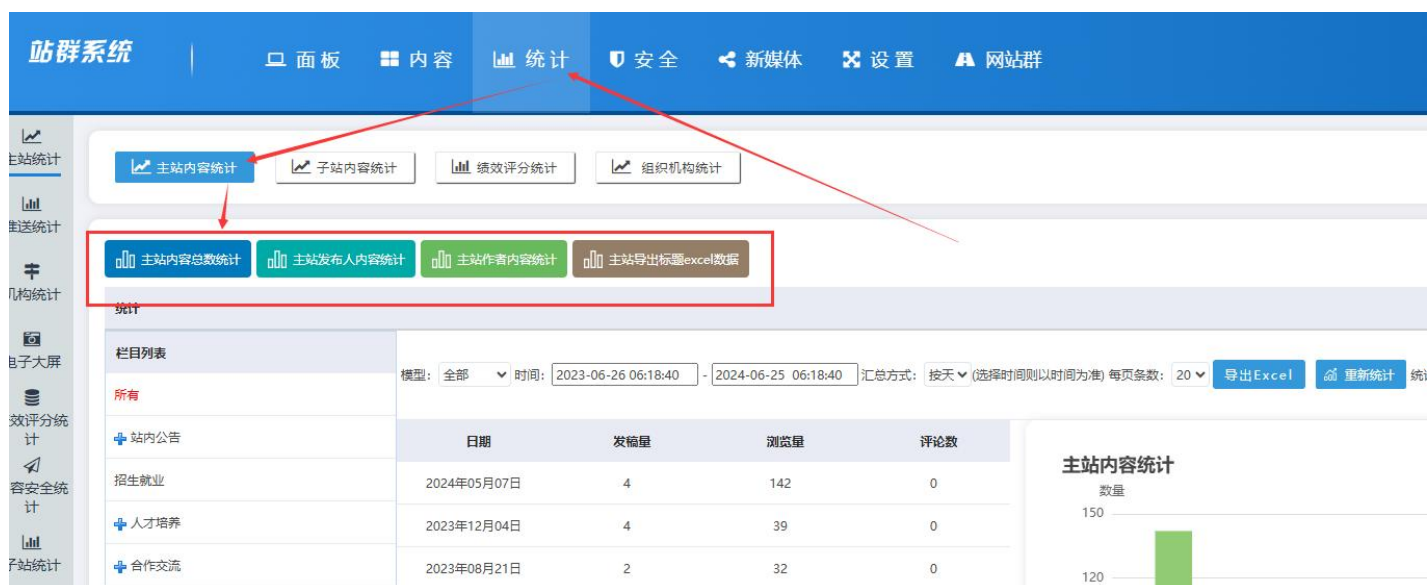 站群系统
面板 内容 统计 安全 新媒体 设置 网站群
主站统计
主站内容统计 子站内容统计 绩效评分统计 组织机构统计
推送统计
主站内容总数统计 主站发布人内容统计 主站作者内容统计 主站导出标题excel数据
机构统计
统计
电子大屏
栏目列表
模型: 全部 时间: 2023-06-26 06:18:40 - 2024-06-25 06:18:40 汇总方式: 按天 (选择时间则以时间为准) 每页条数: 20 导出Excel 重新统计 统
所有
效评分统
计
站内公告
日期 发稿量 浏览量 评论数
主站内容统计
数量
容安全统
计
招生就业
2024年05月07日 4 142 0
150
人才培养
2023年12月04日 4 39 0
子站统计
合作交流
2023年08月21日 2 32 0
120